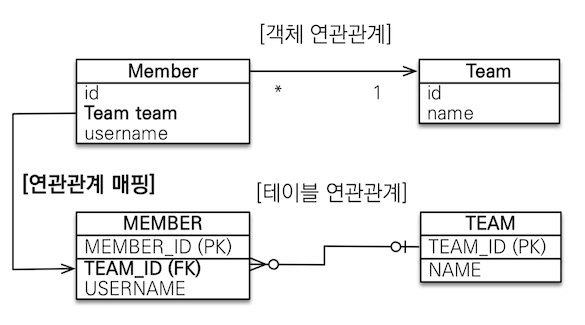 [객체 연관관계]
Member
id
Team team
username
* 1
Team
id
name
[연관관계 매핑]
[테이블 연관관계]
MEMBER
MEMBER_ID (PK)
TEAM_ID (FK)
USERNAME
TEAM
TEAM_ID (PK)
NAME